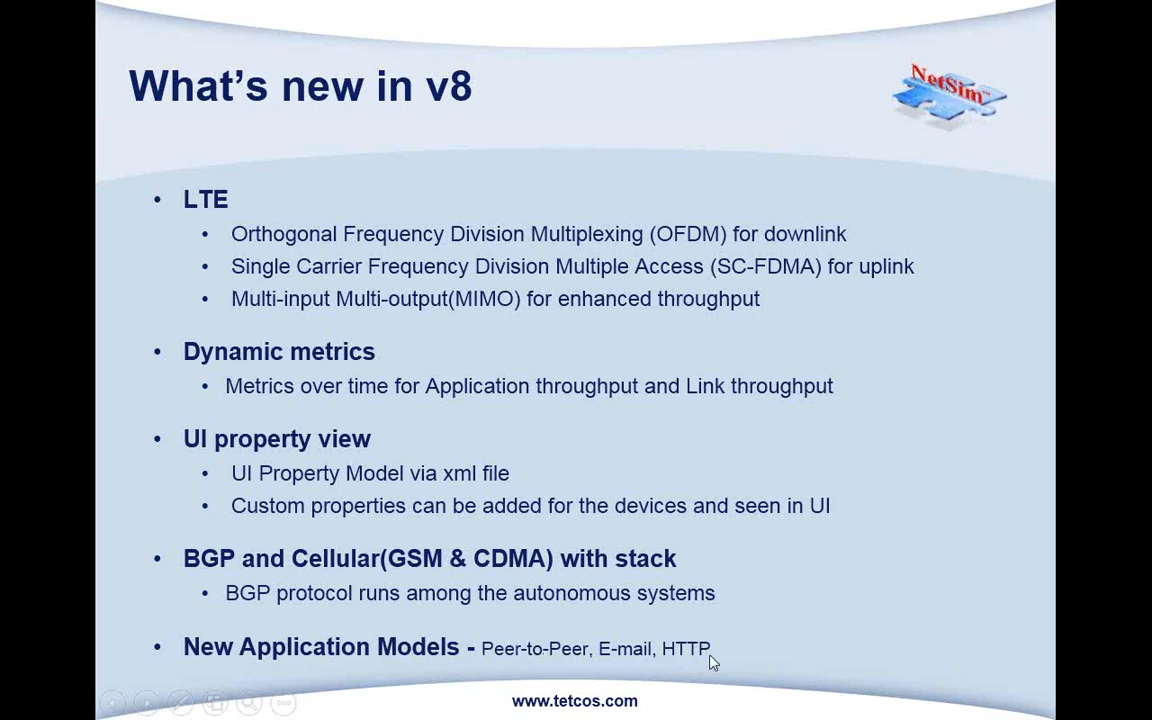 What's new in v8
NetSim™
• LTE
• Orthogonal Frequency Division Multiplexing (OFDM) for downlink
• Single Carrier Frequency Division Multiple Access (SC-FDMA) for uplink
• Multi-input Multi-output(MIMO) for enhanced throughput
• Dynamic metrics
• Metrics over time for Application throughput and Link throughput
• UI property view
• UI Property Model via xml file
• Custom properties can be added for the devices and seen in UI
• BGP and Cellular(GSM & CDMA) with stack
• BGP protocol runs among the autonomous systems
• New Application Models - Peer-to-Peer, E-mail, HTTP
www.tetcos.com